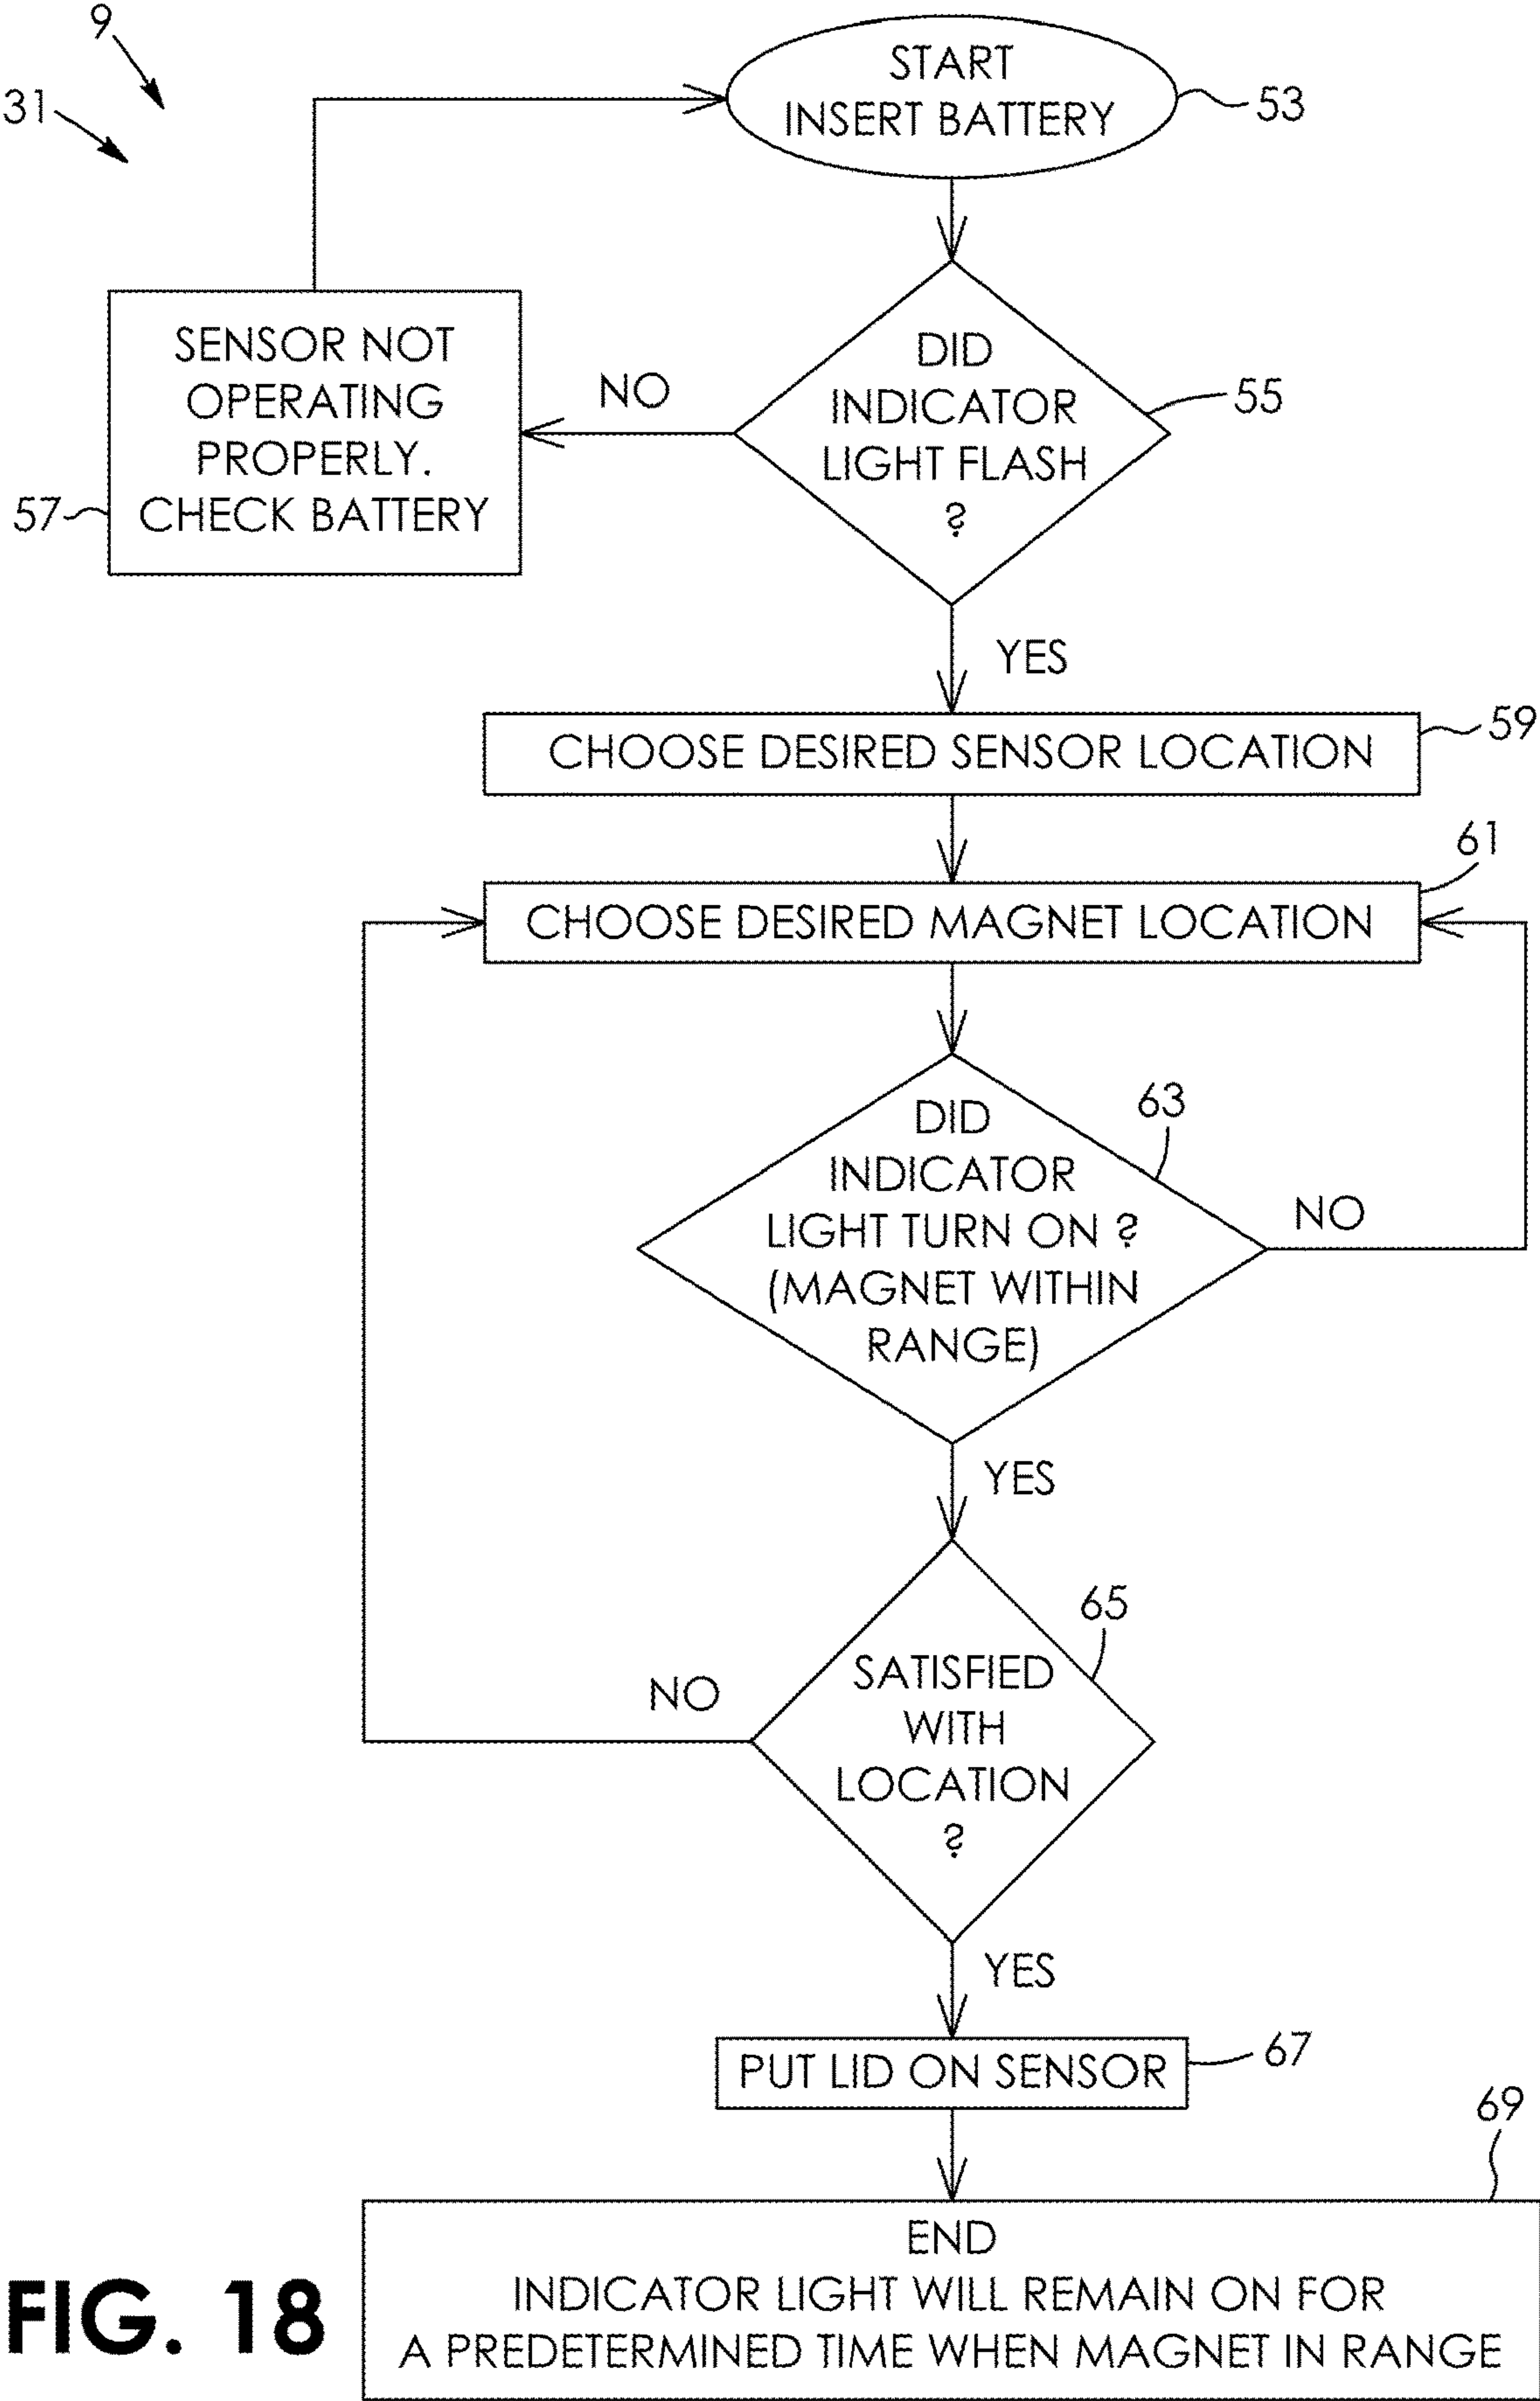 9
31
START
INSERT BATTERY
53
SENSOR NOT
OPERATING
PROPERLY.
CHECK BATTERY
57
NO
DID
INDICATOR
LIGHT FLASH
?
55
YES
CHOOSE DESIRED SENSOR LOCATION
59
61
CHOOSE DESIRED MAGNET LOCATION
63
DID
INDICATOR
LIGHT TURN ON ?
(MAGNET WITHIN
RANGE)
NO
YES
65
NO
SATISFIED
WITH
LOCATION
?
YES
PUT LID ON SENSOR
67
69
END
INDICATOR LIGHT WILL REMAIN ON FOR
A PREDETERMINED TIME WHEN MAGNET IN RANGE
FIG. 18